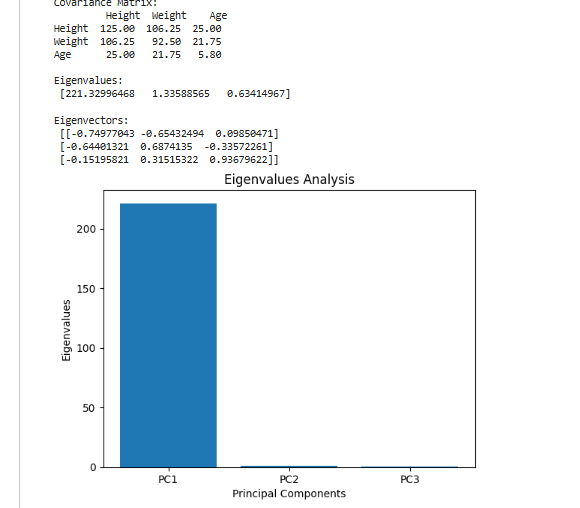 Covariance Matrix:
Height Weight Age
Height 125.00 106.25 25.00
Weight 106.25 92.50 21.75
Age 25.00 21.75 5.80
Eigenvalues:
[221.32996468 1.33588565 0.63414967]
Eigenvectors:
[[-0.74977043 -0.65432494 0.09850471]
[-0.64401321 0.6874135 -0.33572261]
[-0.15195821 0.31515322 0.93679622]]
Eigenvalues Analysis
200
150
100
50
0
Eigenvalues
PC1 PC2 PC3
Principal Components